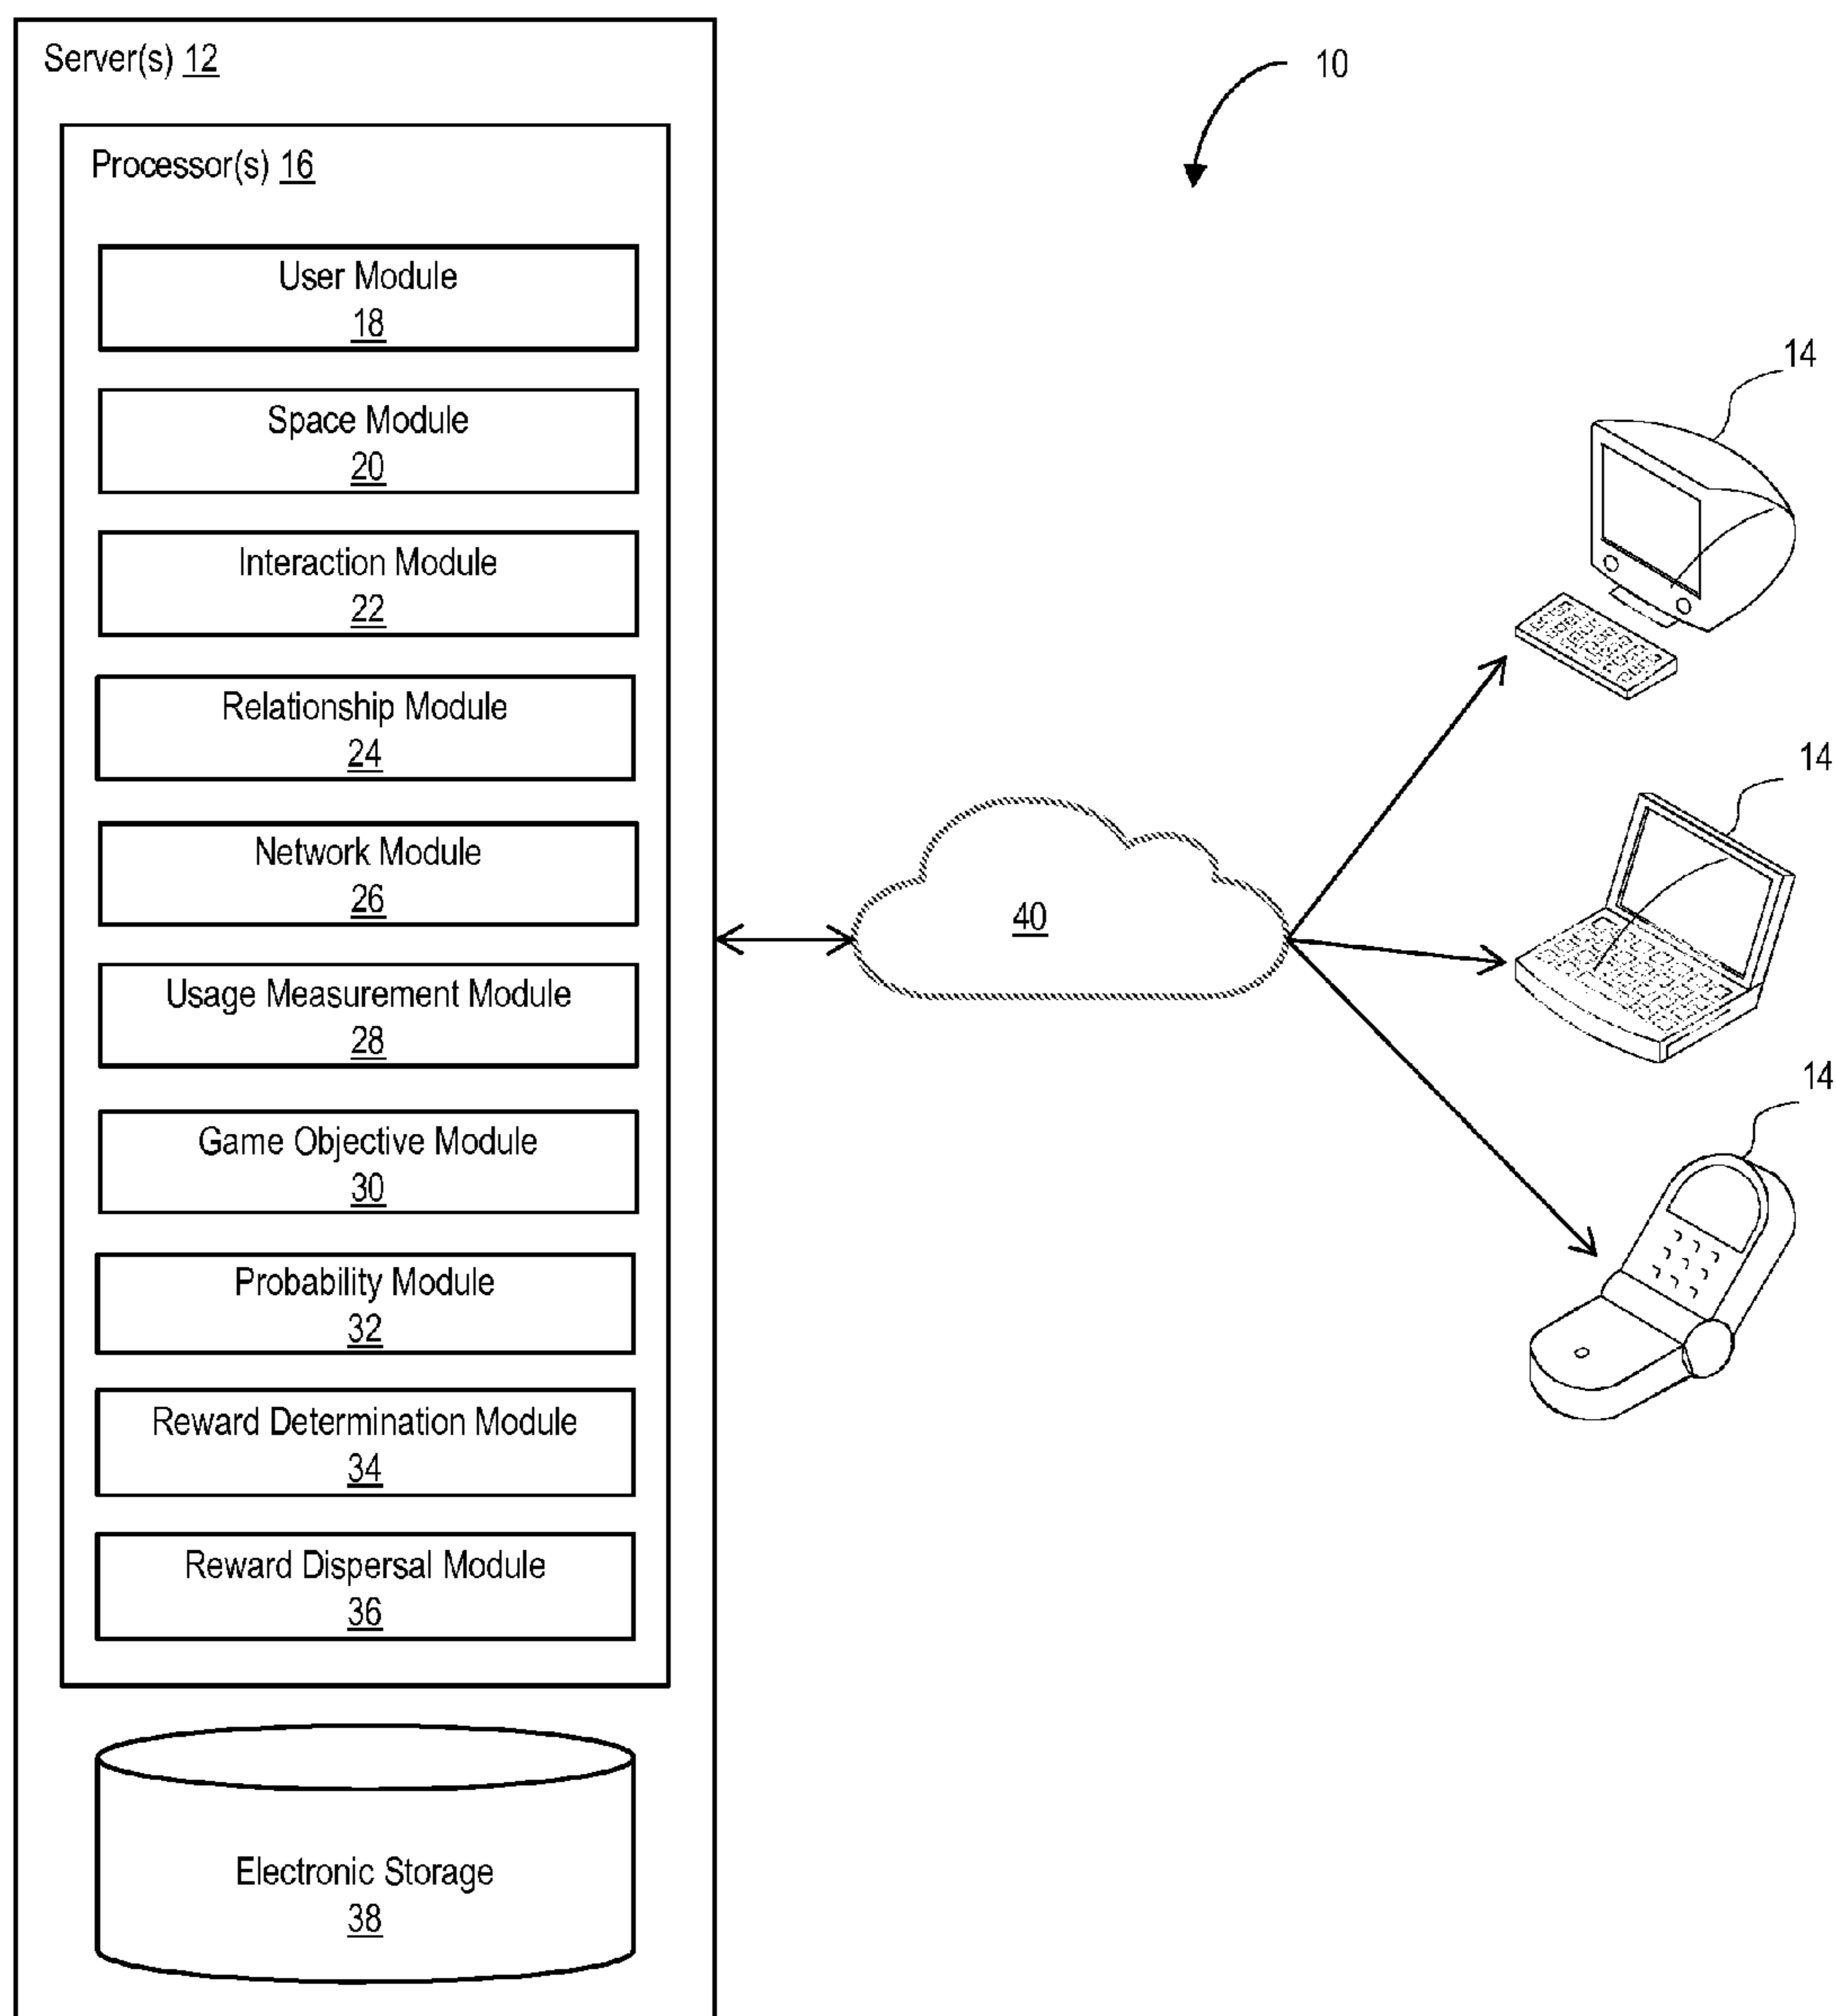 Server(s) 12
10
Processor(s) 16
User Module
18
Space Module
20
Interaction Module
22
Relationship Module
24
Network Module
26
Usage Measurement Module
28
Game Objective Module
30
Probability Module
32
Reward Determination Module
34
Reward Dispersal Module
36
Electronic Storage
38
40
14
14
14